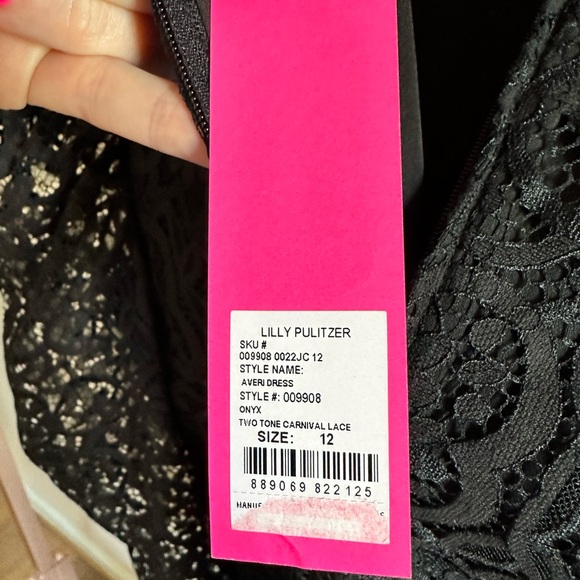 LILLY PULITZER
SKU #
009908 0022JC 12
STYLE NAME:
AVERI DRESS
STYLE #: 009908
ONYX
TWO TONE CARNIVAL LACE
SIZE: 12
889069 822125